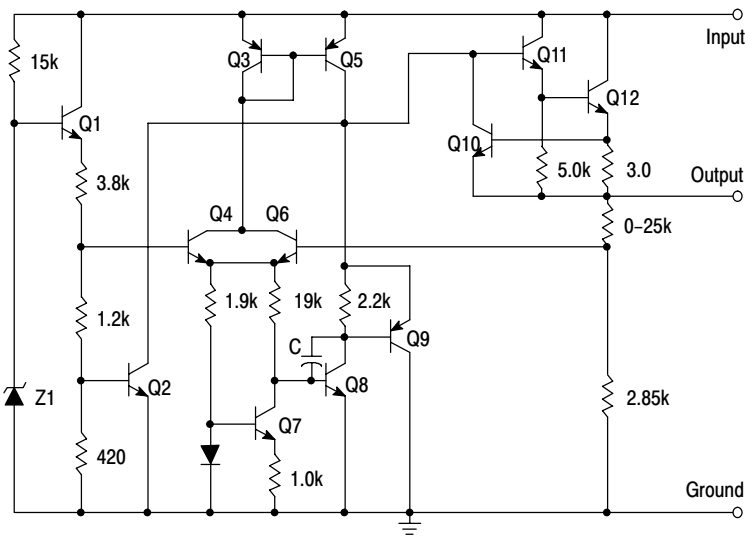 Input
15k
Q3
Q5
Q11
Q12
Q1
Q10
3.8k
5.0k
3.0
Output
Q4
Q6
0–25k
1.9k
19k
2.2k
1.2k
C
Q9
Z1
Q2
Q8
2.85k
Q7
420
1.0k
Ground